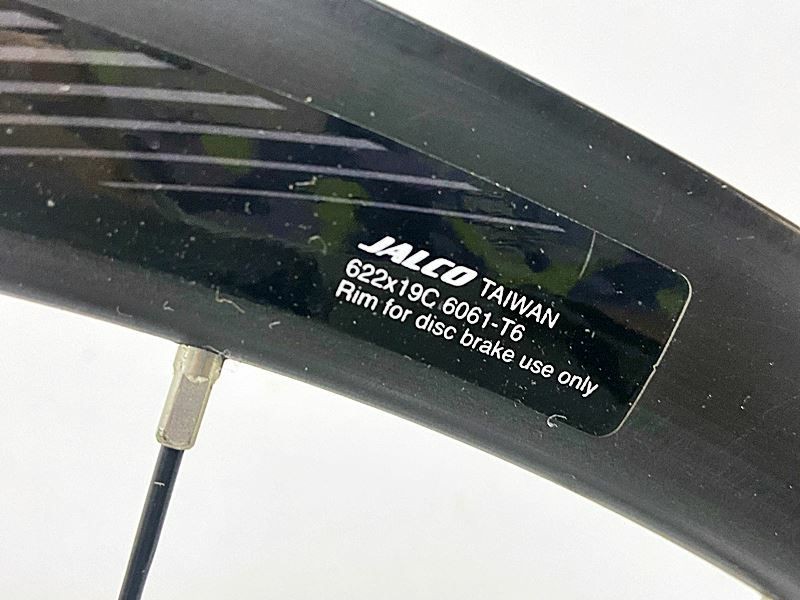 JALCO TAIWAN
622x19C 6061-T6
Rim for disc brake use only